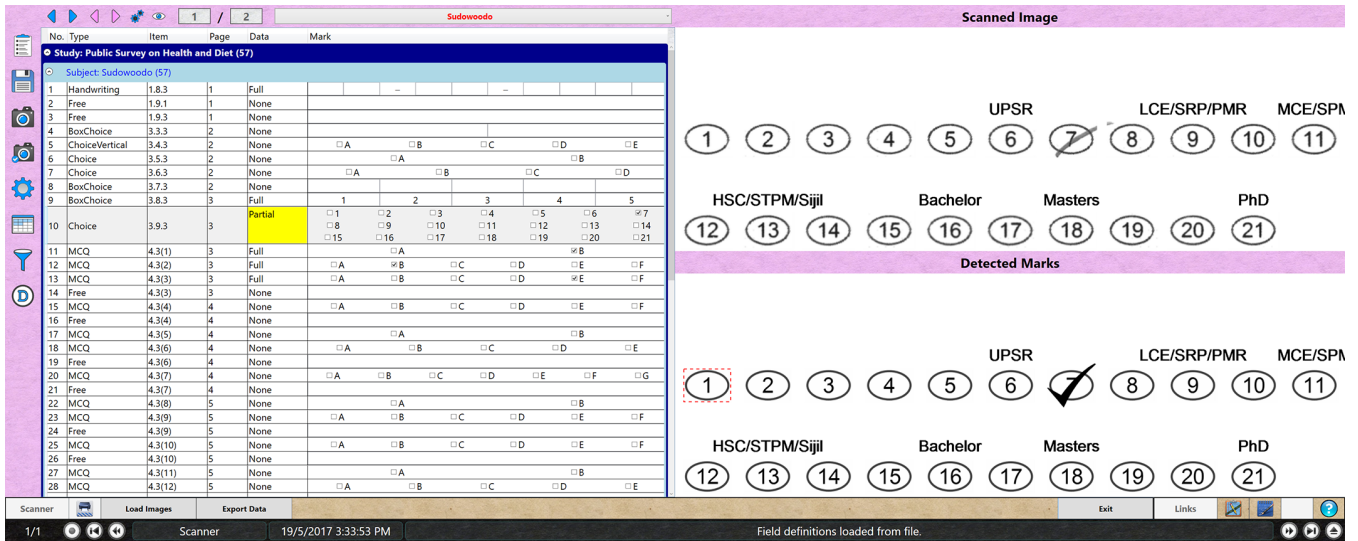 1 / 2 Sudowoodo
No. Type Item Page Data Mark
Study: Public Survey on Health and Diet (57)
Subject: Sudowoodo (57)
1 Handwriting 1.8.3 1 Full – –
2 Free 1.9.1 1 None
3 Free 1.9.3 1 None
4 BoxChoice 3.3.3 2 None
5 ChoiceVertical 3.4.3 2 None A B C D E
6 Choice 3.5.3 2 None A B
7 Choice 3.6.3 2 None A B C D
8 BoxChoice 3.7.3 2 None
9 BoxChoice 3.8.3 3 Full 1 2 3 4 5
10 Choice 3.9.3 3 Partial 1 2 3 4 5 6 7
8 9 10 11 12 13 14
15 16 17 18 19 20 21
11 MCQ 4.3(1) 3 Full A B
12 MCQ 4.3(2) 3 Full A B C D E F
13 MCQ 4.3(3) 3 Full A B C D E F
14 Free 4.3(3) 3 None
15 MCQ 4.3(4) 4 None A B C D E F
16 Free 4.3(4) 4 None
17 MCQ 4.3(5) 4 None A B
18 MCQ 4.3(6) 4 None A B C D E
19 Free 4.3(6) 4 None
20 MCQ 4.3(7) 4 None A B C D E F G
21 Free 4.3(7) 4 None
22 MCQ 4.3(8) 5 None A B
23 MCQ 4.3(9) 5 None A B C D E F
24 Free 4.3(9) 5 None
25 MCQ 4.3(10) 5 None A B C D E F
26 Free 4.3(10) 5 None
27 MCQ 4.3(11) 5 None A B
28 MCQ 4.3(12) 5 None A B C D E
Scanned Image
UPSR LCE/SRP/PMR MCE/SPM
1 2 3 4 5 6 7 8 9 10 11
HSC/STPM/Sijil Bachelor Masters PhD
12 13 14 15 16 17 18 19 20 21
Detected Marks
UPSR LCE/SRP/PMR MCE/SPM
1 2 3 4 5 6 7 8 9 10 11
HSC/STPM/Sijil Bachelor Masters PhD
12 13 14 15 16 17 18 19 20 21
D
Scanner Load Images Export Data Exit Links ?
1/1 Scanner 19/5/2017 3:33:53 PM Field definitions loaded from file.